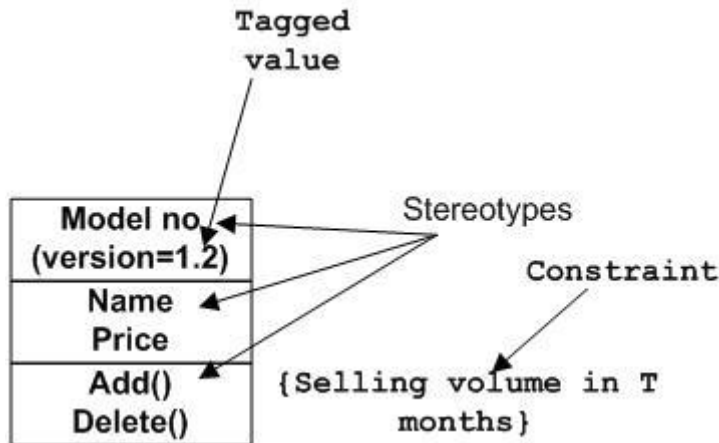 Tagged
value
Model no
(version=1.2)
Stereotypes
Constraint
Name
Price
Add()
Delete()
{Selling volume in T
months}